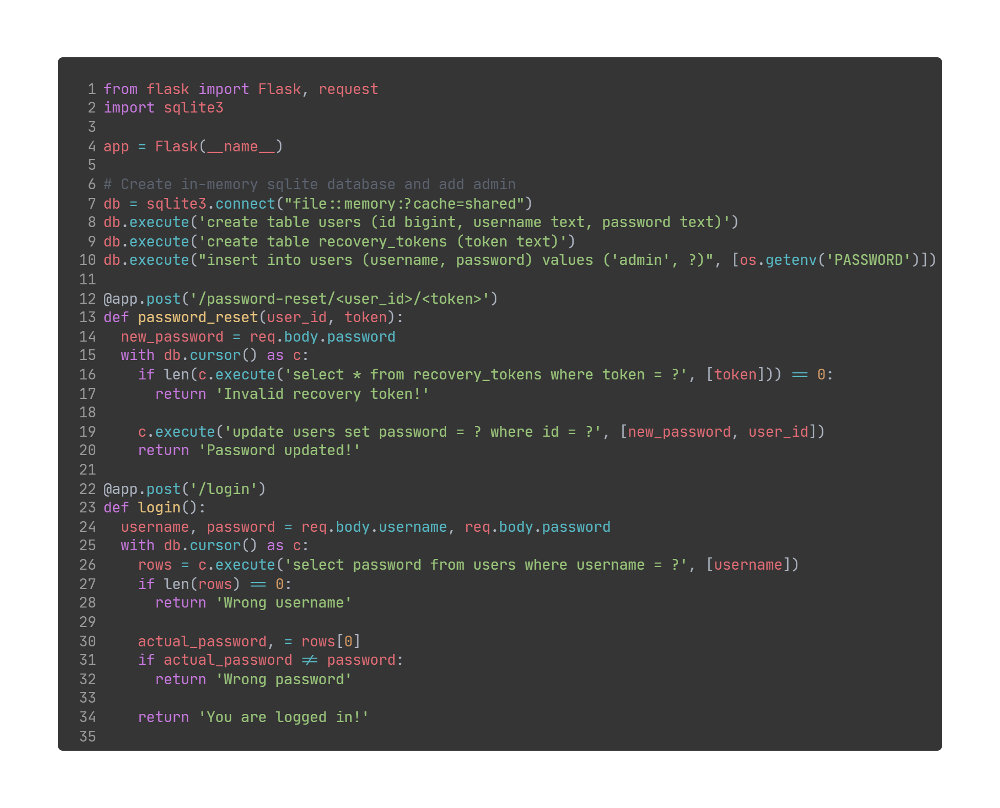 1 from flask import Flask, request
2 import sqlite3
3
4 app = Flask(__name__)
5
6 # Create in-memory sqlite database and add admin
7 db = sqlite3.connect("file::memory:?cache=shared")
8 db.execute('create table users (id bigint, username text, password text)')
9 db.execute('create table recovery_tokens (token text)')
10 db.execute("insert into users (username, password) values ('admin', ?)", [os.getenv('PASSWORD')])
11
12 @app.post('/password-reset/<user_id>/<token>')
13 def password_reset(user_id, token):
14   new_password = req.body.password
15   with db.cursor() as c:
16     if len(c.execute('select * from recovery_tokens where token = ?', [token])) == 0:
17       return 'Invalid recovery token!'
18
19     c.execute('update users set password = ? where id = ?', [new_password, user_id])
20     return 'Password updated!'
21
22 @app.post('/login')
23 def login():
24   username, password = req.body.username, req.body.password
25   with db.cursor() as c:
26     rows = c.execute('select password from users where username = ?', [username])
27     if len(rows) == 0:
28       return 'Wrong username'
29
30     actual_password, = rows[0]
31     if actual_password != password:
32       return 'Wrong password'
33
34     return 'You are logged in!'
35